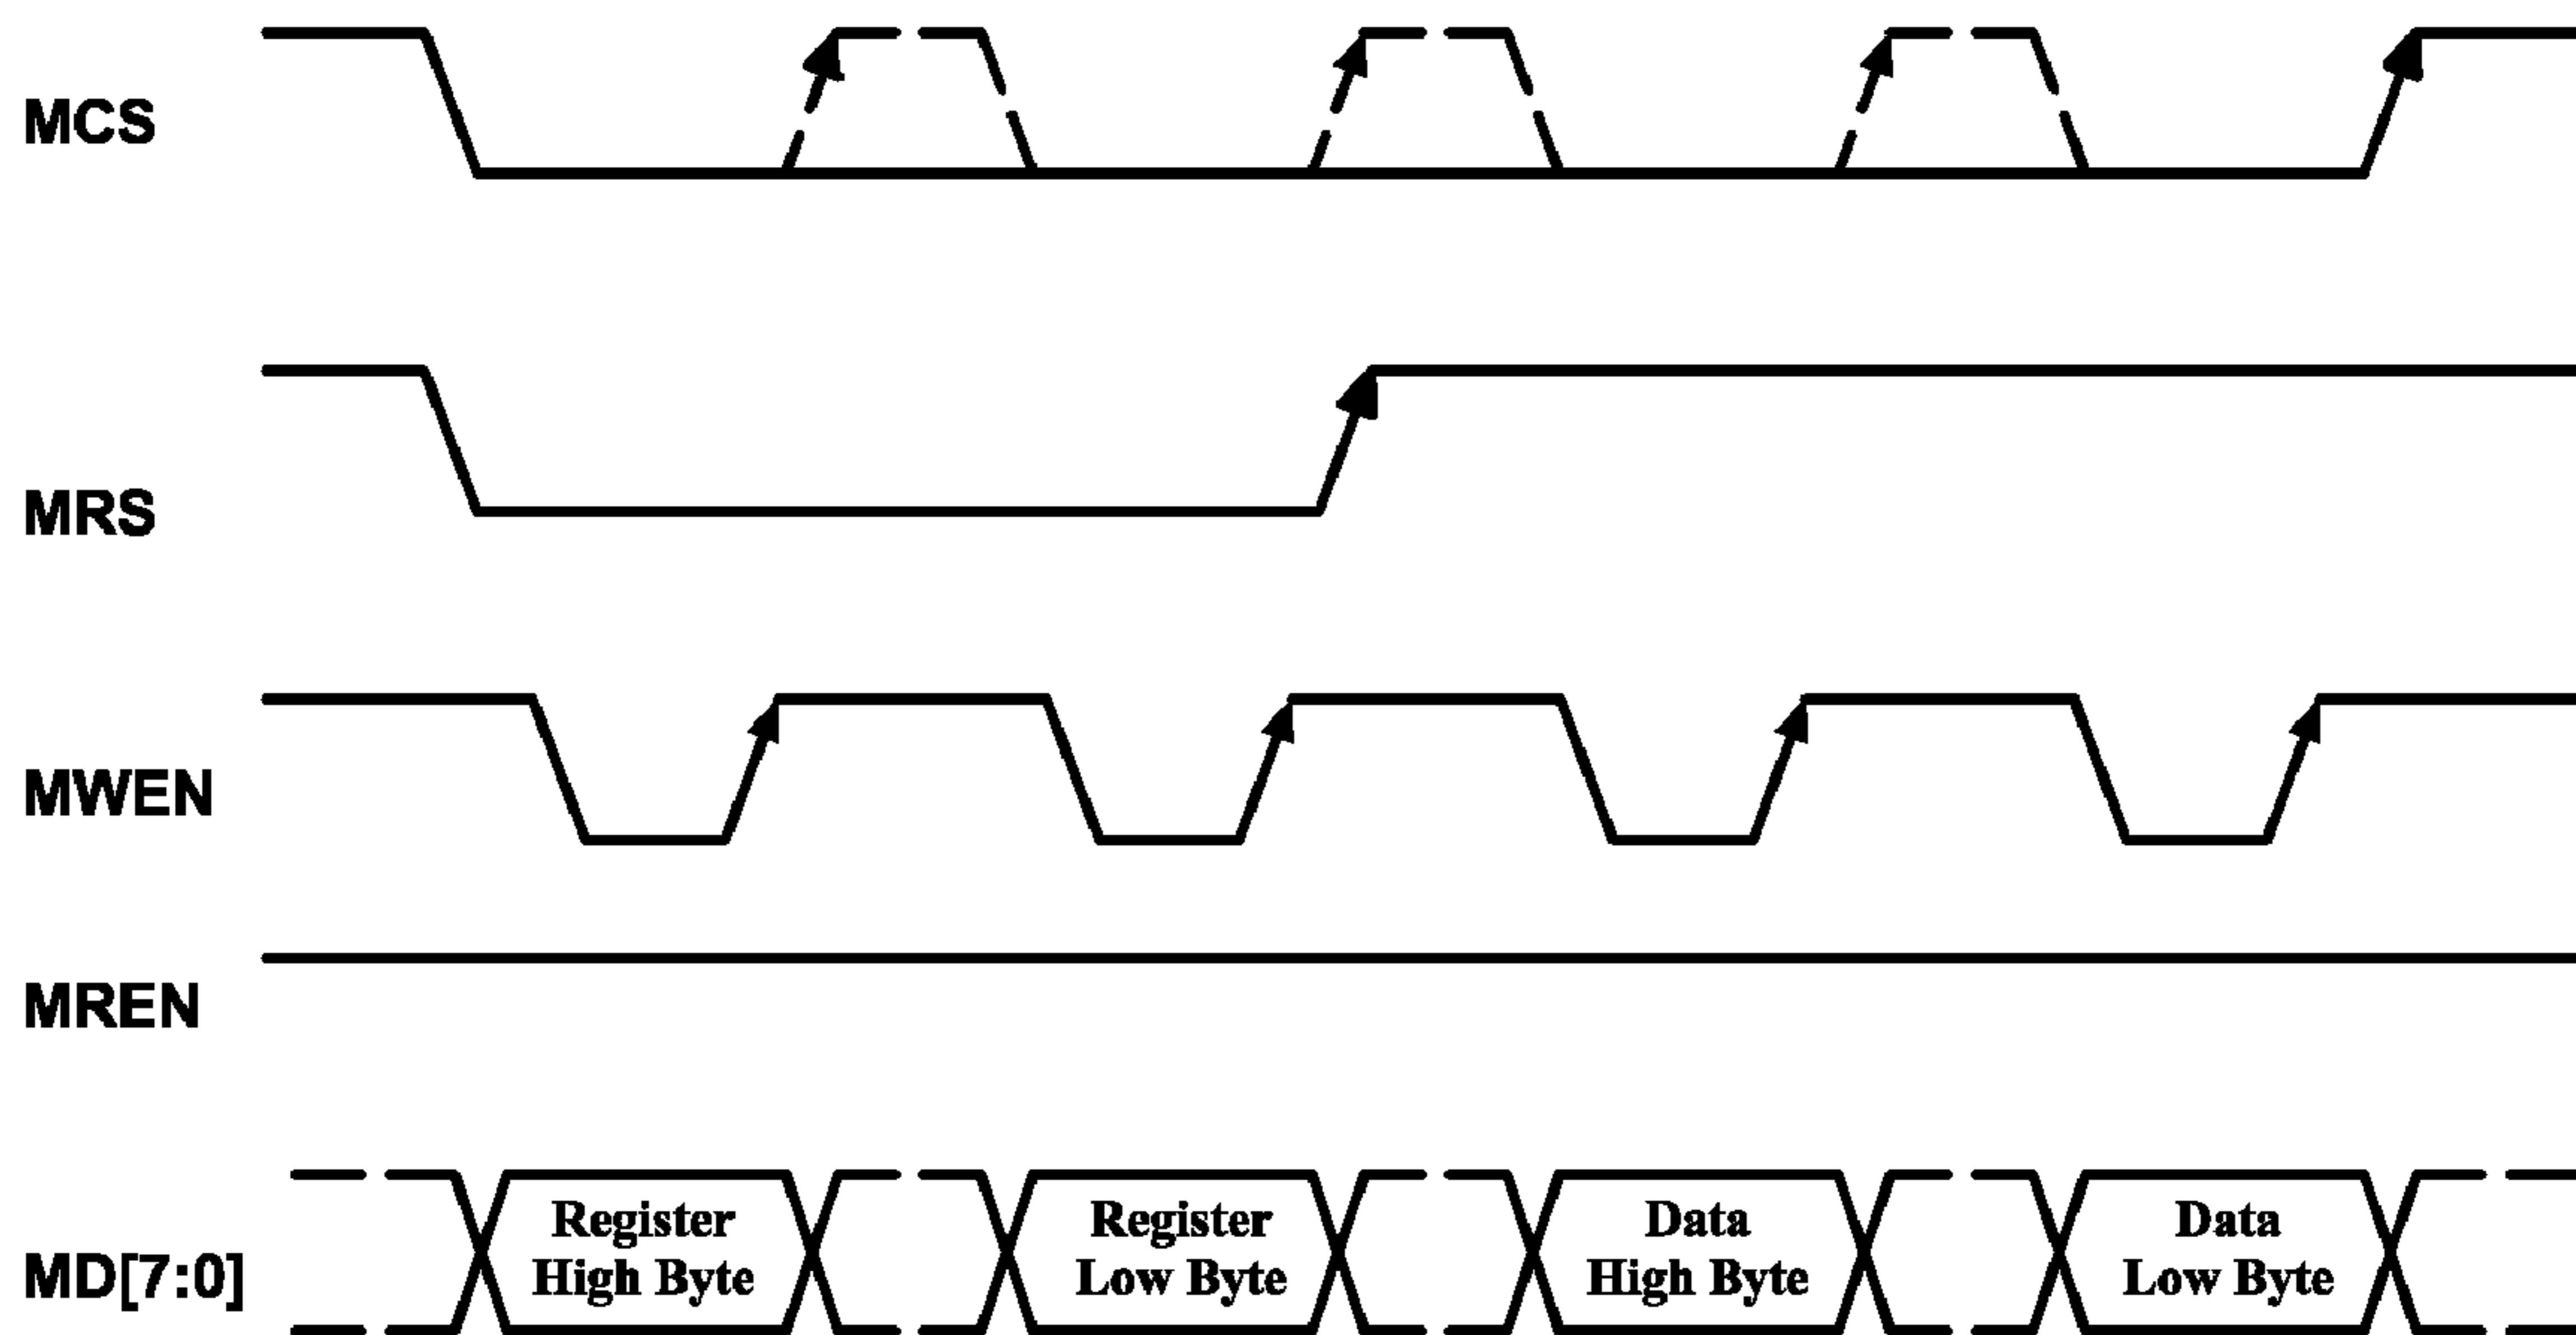 MCS
MRS
MWEN
MREN
MD[7:0]
Register
High Byte
Register
Low Byte
Data
High Byte
Data
Low Byte